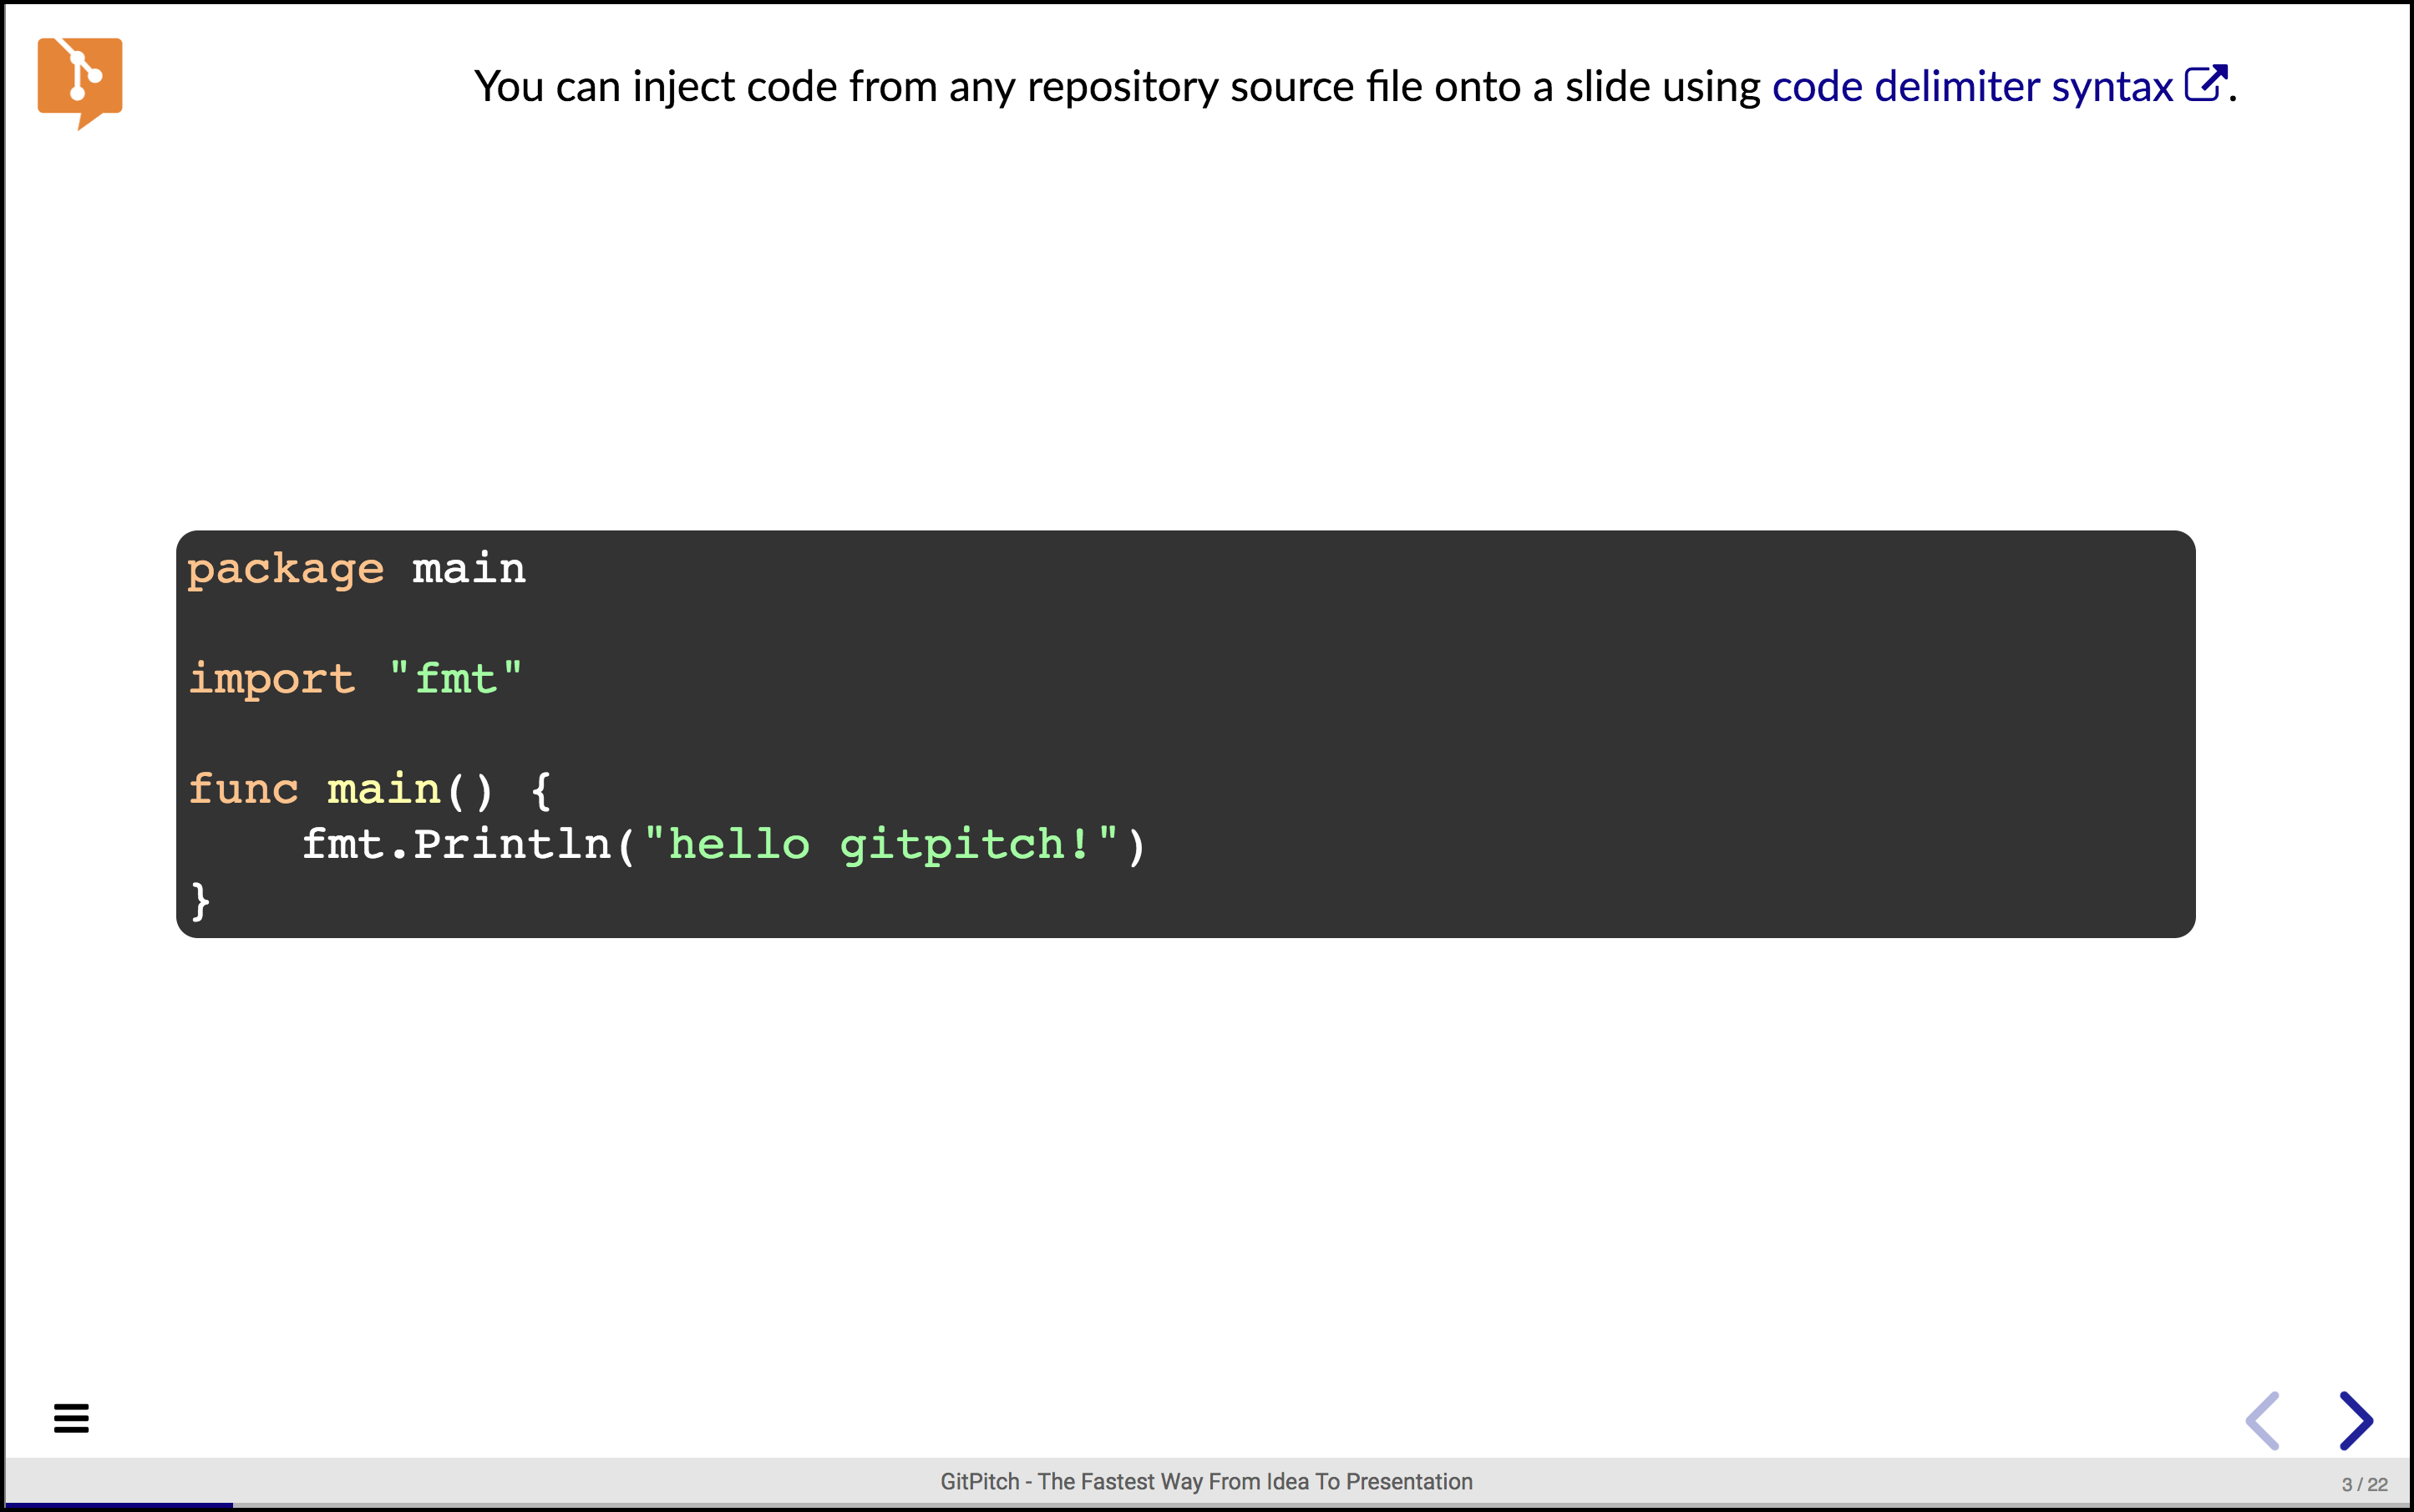 You can inject code from any repository source file onto a slide using code delimiter syntax.
package main
import "fmt"
func main() {
    fmt.Println("hello gitpitch!")
}
GitPitch - The Fastest Way From Idea To Presentation
3 / 22